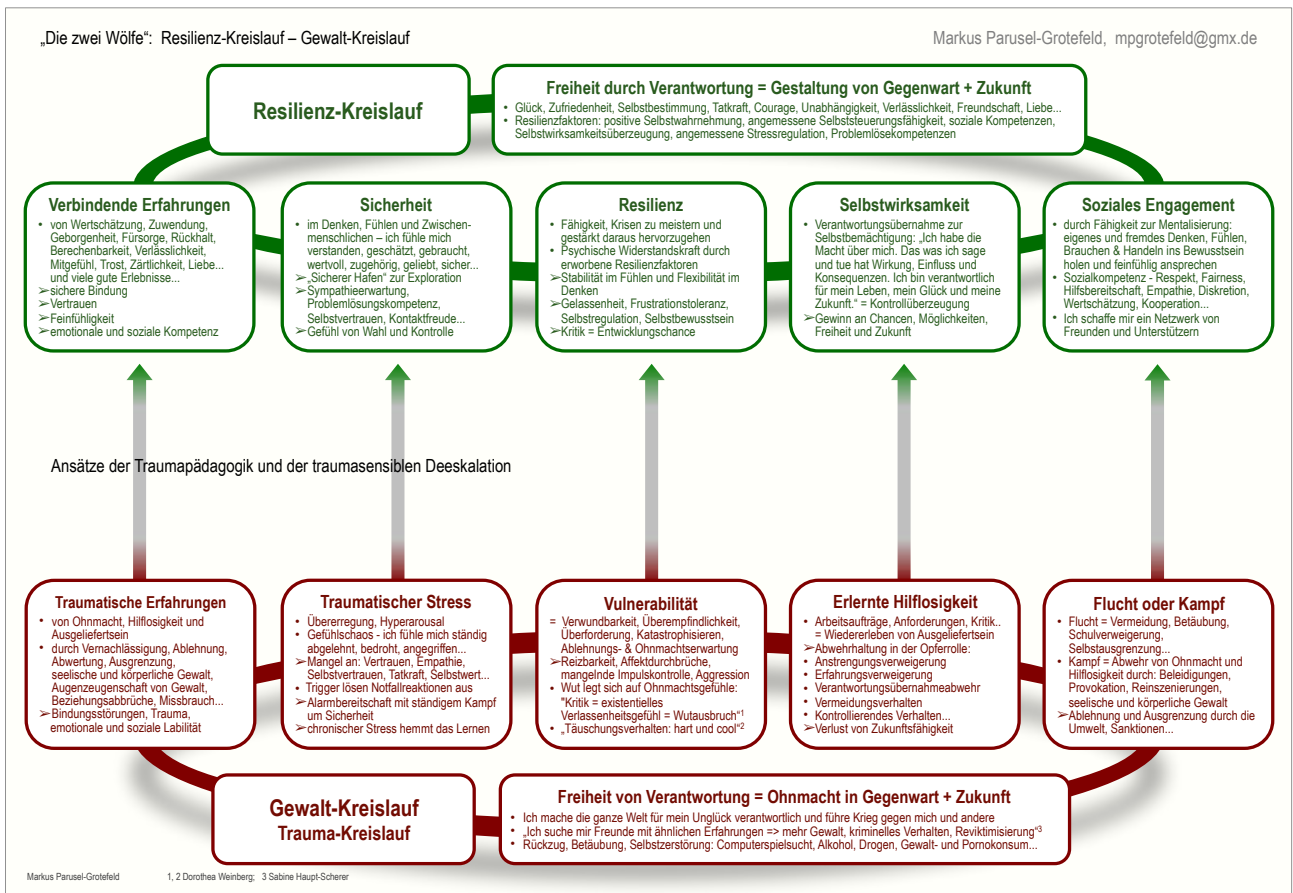 „Die zwei Wölfe“:  Resilienz-Kreislauf – Gewalt-Kreislauf
Markus Parusel-Grotefeld,  mpgrotefeld@gmx.de
Resilienz-Kreislauf
Freiheit durch Verantwortung = Gestaltung von Gegenwart + Zukunft
• Glück, Zufriedenheit, Selbstbestimmung, Tatkraft, Courage, Unabhängigkeit, Verlässlichkeit, Freundschaft, Liebe...
• Resilienzfaktoren: positive Selbstwahrnehmung, angemessene Selbststeuerungsfähigkeit, soziale Kompetenzen,
Selbstwirksamkeitsüberzeugung, angemessene Stressregulation, Problemlösekompetenzen
Verbindende Erfahrungen
• von Wertschätzung, Zuwendung,
Geborgenheit, Fürsorge, Rückhalt,
Berechenbarkeit, Verlässlichkeit,
Mitgefühl, Trost, Zärtlichkeit, Liebe...
• und viele gute Erlebnisse...
➢sichere Bindung
➢Vertrauen
➢Feinfühligkeit
➢emotionale und soziale Kompetenz
Sicherheit
• im Denken, Fühlen und Zwischen-
menschlichen – ich fühle mich
verstanden, geschätzt, gebraucht,
wertvoll, zugehörig, geliebt, sicher...
➢„Sicherer Hafen“ zur Exploration
➢Sympathieerwartung,
Problemlösungskompetenz,
Selbstvertrauen, Kontaktfreude...
➢Gefühl von Wahl und Kontrolle
Resilienz
• Fähigkeit, Krisen zu meistern und
gestärkt daraus hervorzugehen
• Psychische Widerstandskraft durch
erworbene Resilienzfaktoren
➢Stabilität im Fühlen und Flexibilität im
Denken
➢Gelassenheit, Frustrationstoleranz,
Selbstregulation, Selbstbewusstsein
➢Kritik = Entwicklungschance
Selbstwirksamkeit
• Verantwortungsübernahme zur
Selbstbemächtigung: „Ich habe die
Macht über mich. Das was ich sage
und tue hat Wirkung, Einfluss und
Konsequenzen. Ich bin verantwortlich
für mein Leben, mein Glück und meine
Zukunft.“ = Kontrollüberzeugung
➢Gewinn an Chancen, Möglichkeiten,
Freiheit und Zukunft
Soziales Engagement
• durch Fähigkeit zur Mentalisierung:
eigenes und fremdes Denken, Fühlen,
Brauchen & Handeln ins Bewusstsein
holen und feinfühlig ansprechen
• Sozialkompetenz - Respekt, Fairness,
Hilfsbereitschaft, Empathie, Diskretion,
Wertschätzung, Kooperation...
• Ich schaffe mir ein Netzwerk von
Freunden und Unterstützern
Ansätze der Traumapädagogik und der traumasensiblen Deeskalation
Traumatische Erfahrungen
• von Ohnmacht, Hilflosigkeit und
Ausgeliefertsein
• durch Vernachlässigung, Ablehnung,
Abwertung, Ausgrenzung,
seelische und körperliche Gewalt,
Augenzeugenschaft von Gewalt,
Beziehungsabbrüche, Missbrauch...
➢Bindungsstörungen, Trauma,
emotionale und soziale Labilität
Traumatischer Stress
• Übererregung, Hyperarousal
• Gefühlschaos - ich fühle mich ständig
abgelehnt, bedroht, angegriffen...
➢Mangel an: Vertrauen, Empathie,
Selbstvertrauen, Tatkraft, Selbstwert...
• Trigger lösen Notfallreaktionen aus
➢Alarmbereitschaft mit ständigem Kampf
um Sicherheit
➢chronischer Stress hemmt das Lernen
Vulnerabilität
= Verwundbarkeit, Überempfindlichkeit,
Überforderung, Katastrophisieren,
Ablehnungs- & Ohnmachtserwartung
➢Reizbarkeit, Affektdurchbrüche,
mangelnde Impulskontrolle, Aggression
• Wut legt sich auf Ohnmachtsgefühle:
"Kritik = existentielles
Verlassenheitsgefühl = Wutausbruch“¹
• „Täuschungsverhalten: hart und cool“²
Erlernte Hilflosigkeit
• Arbeitsaufträge, Anforderungen, Kritik..
= Wiedererleben von Ausgeliefertsein
➢Abwehrhaltung in der Opferrolle:
• Anstrengungsverweigerung
• Erfahrungsverweigerung
• Verantwortungsübernahmeabwehr
• Vermeidungsverhalten
• Kontrollierendes Verhalten...
➢Verlust von Zukunftsfähigkeit
Flucht oder Kampf
• Flucht = Vermeidung, Betäubung,
Schulverweigerung,
Selbstausgrenzung...
• Kampf = Abwehr von Ohnmacht und
Hilflosigkeit durch: Beleidigungen,
Provokation, Reinszenierungen,
seelische und körperliche Gewalt
➢Ablehnung und Ausgrenzung durch die
Umwelt, Sanktionen...
Gewalt-Kreislauf
Trauma-Kreislauf
Freiheit von Verantwortung = Ohnmacht in Gegenwart + Zukunft
• Ich mache die ganze Welt für mein Unglück verantwortlich und führe Krieg gegen mich und andere
• „Ich suche mir Freunde mit ähnlichen Erfahrungen => mehr Gewalt, kriminelles Verhalten, Reviktimisierung“³
• Rückzug, Betäubung, Selbstzerstörung: Computerspielsucht, Alkohol, Drogen, Gewalt- und Pornokonsum...
Markus Parusel-Grotefeld
1, 2 Dorothea Weinberg;  3 Sabine Haupt-Scherer